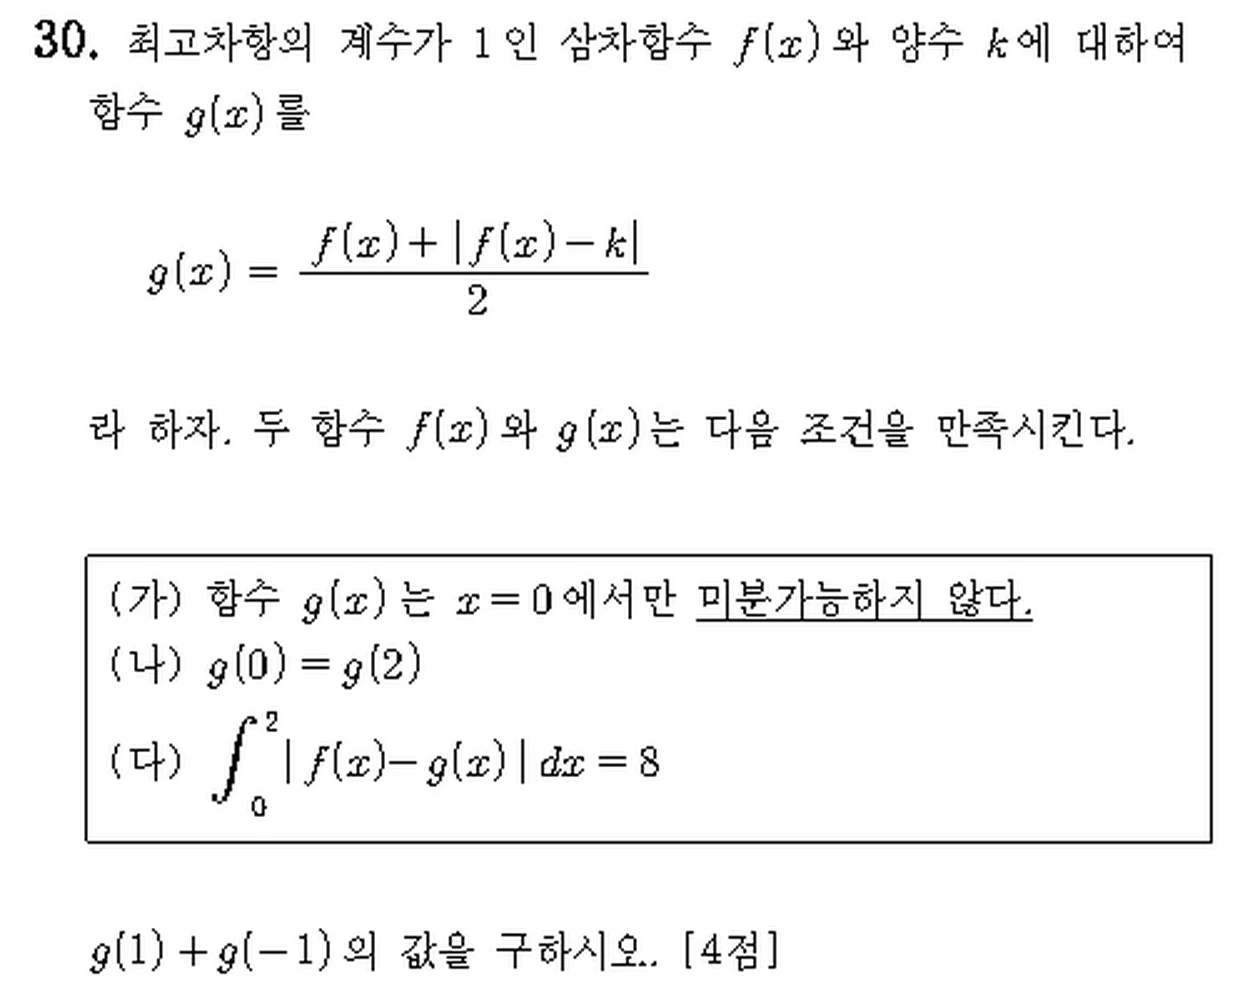 30. 최고차항의 계수가 1인 삼차함수 f(x)와 양수 k에 대하여
함수 g(x)를
g(x) = (f(x)+|f(x)-k|)/2
라 하자. 두 함수 f(x)와 g(x)는 다음 조건을 만족시킨다.
(가) 함수 g(x)는 x=0에서만 미분가능하지 않다.
(나) g(0)=g(2)
(다) ∫₀² |f(x)-g(x)| dx = 8
g(1)+g(-1)의 값을 구하시오.. [4점]